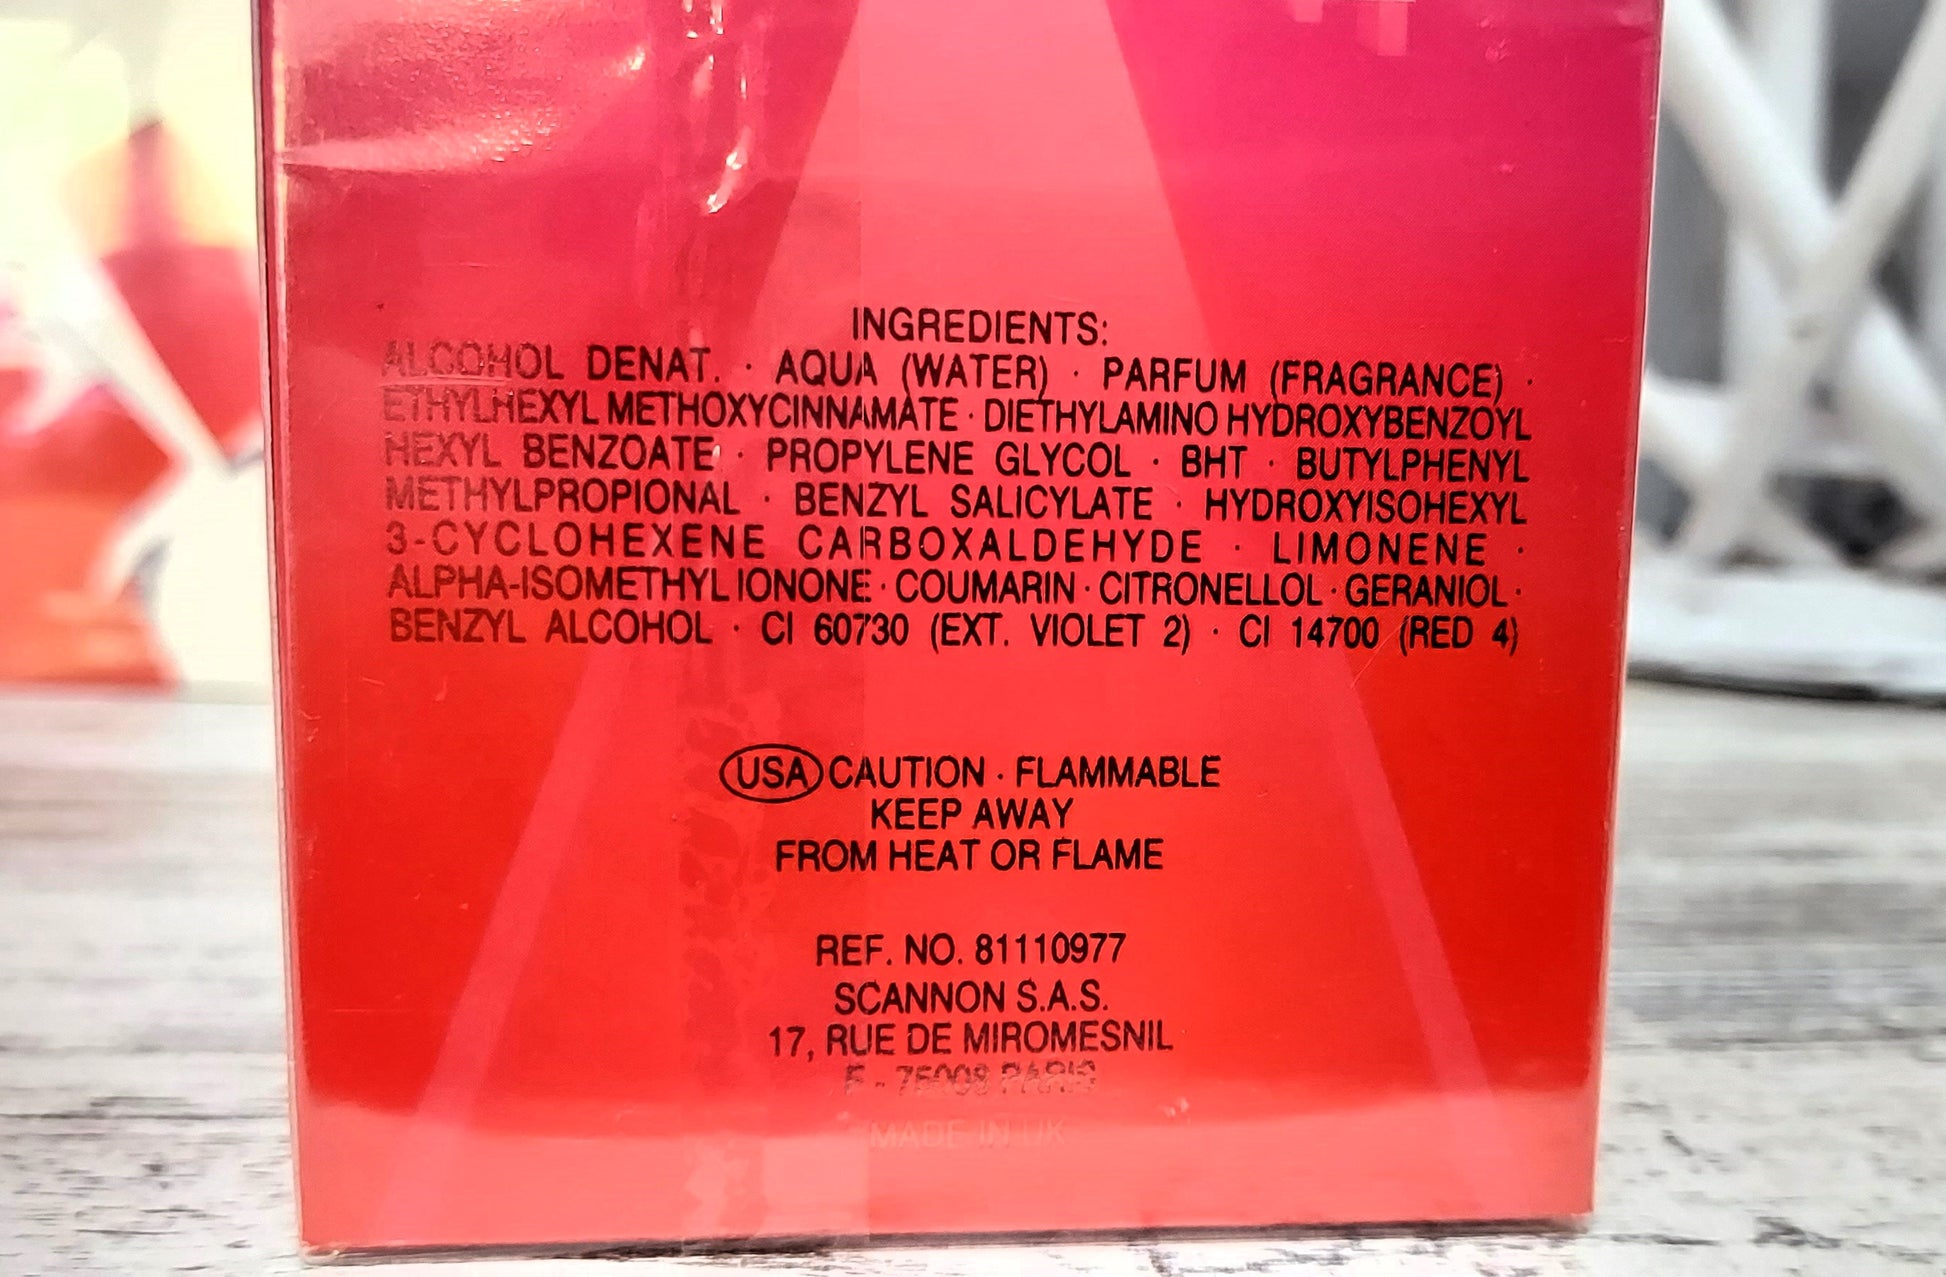 INGREDIENTS:
ALCOHOL DENAT. · AQUA (WATER) · PARFUM (FRAGRANCE) ·
ETHYLHEXYL METHOXYCINNAMATE · DIETHYLAMINO HYDROXYBENZOYL
HEXYL BENZOATE · PROPYLENE GLYCOL · BHT · BUTYLPHENYL
METHYLPROPIONAL · BENZYL SALICYLATE · HYDROXYISOHEXYL
3-CYCLOHEXENE CARBOXALDEHYDE · LIMONENE ·
ALPHA-ISOMETHYL IONONE · COUMARIN · CITRONELLOL · GERANIOL ·
BENZYL ALCOHOL · CI 60730 (EXT. VIOLET 2) · CI 14700 (RED 4)
USA CAUTION · FLAMMABLE
KEEP AWAY
FROM HEAT OR FLAME
REF. NO. 81110977
SCANNON S.A.S.
17, RUE DE MIROMESNIL
F - 75008 PARIS
MADE IN UK